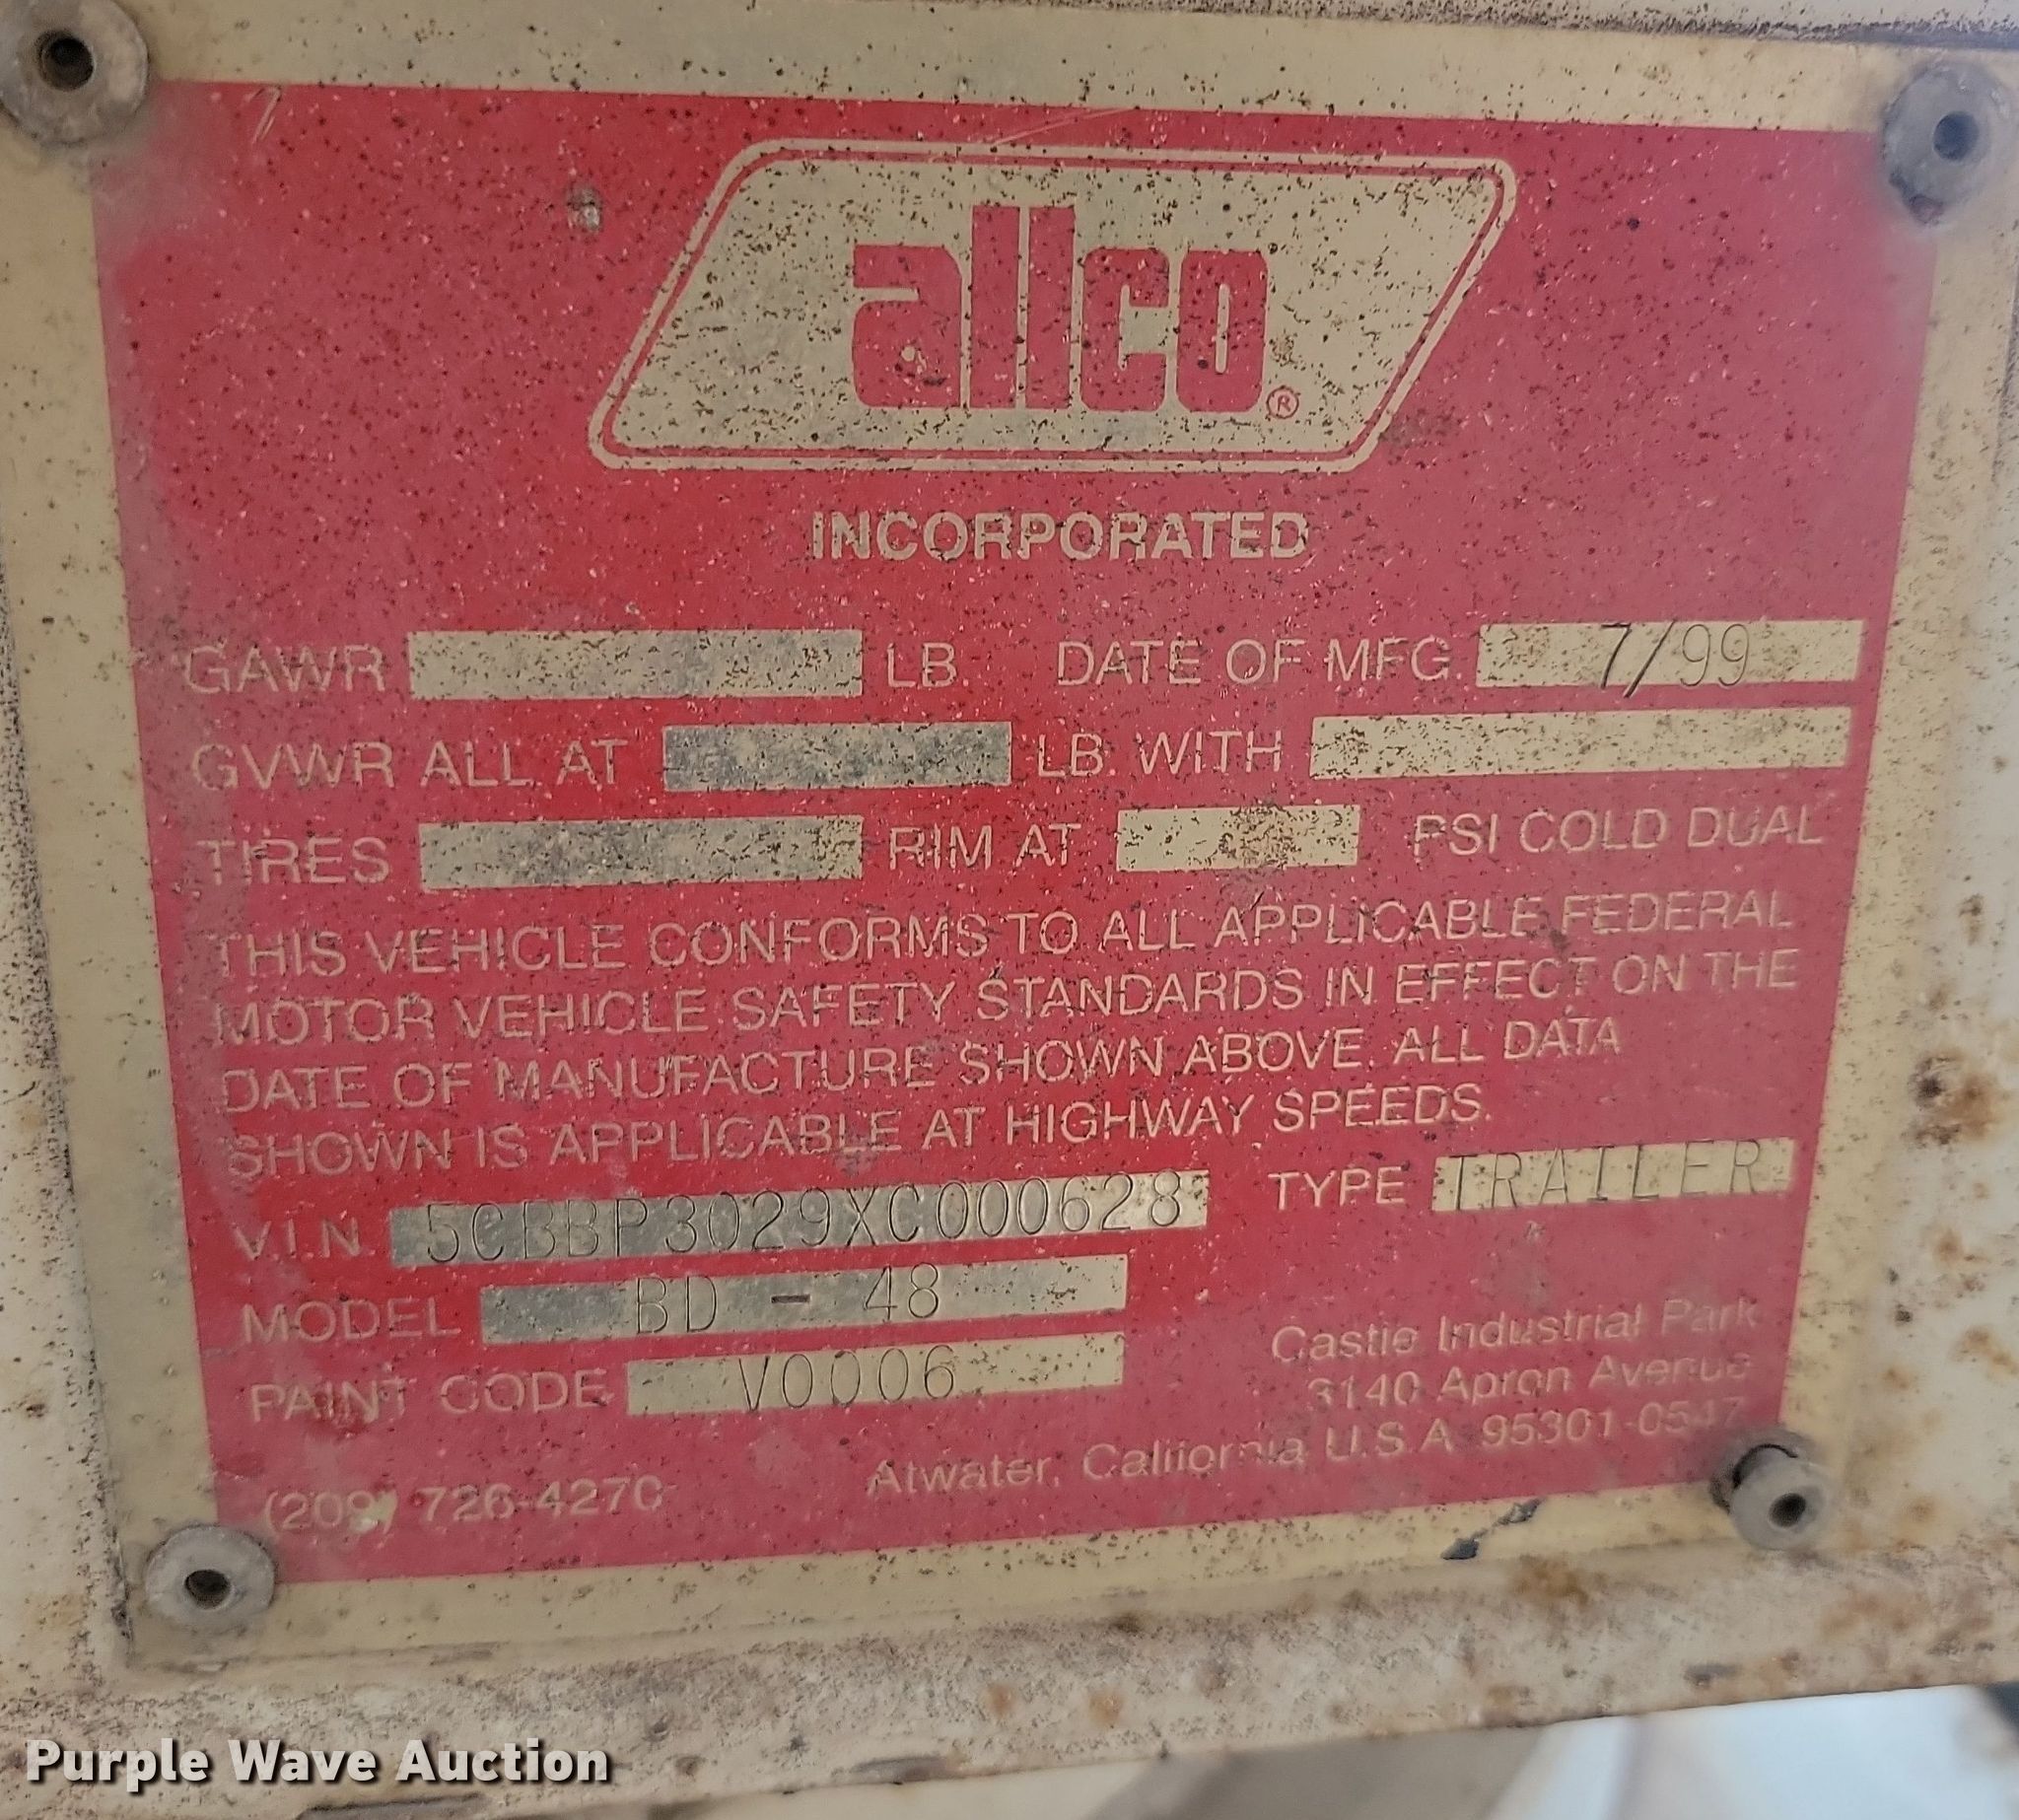 allco®
INCORPORATED
GAWR LB. DATE OF MFG. 7/99
GVWR ALL AT LB. WITH
TIRES RIM AT PSI COLD DUAL
THIS VEHICLE CONFORMS TO ALL APPLICABLE FEDERAL
MOTOR VEHICLE SAFETY STANDARDS IN EFFECT ON THE
DATE OF MANUFACTURE SHOWN ABOVE. ALL DATA
SHOWN IS APPLICABLE AT HIGHWAY SPEEDS.
V.I.N. 5CBBP3029XC000628 TYPE TRAILER
MODEL BD - 48
PAINT CODE V0006
Castle Industrial Park
3140 Apron Avenue
Atwater, California U.S.A. 95301-0547
(209) 726-4270
Purple Wave Auction